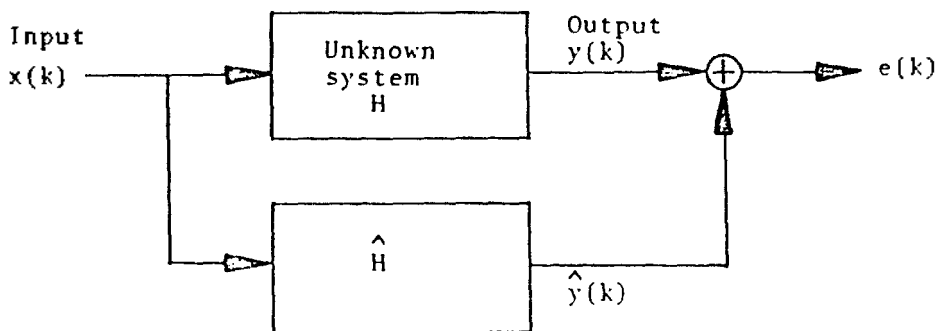 Input
x(k)
Unknown
system
H
Output
y(k)
+
e(k)
Ĥ
ŷ(k)